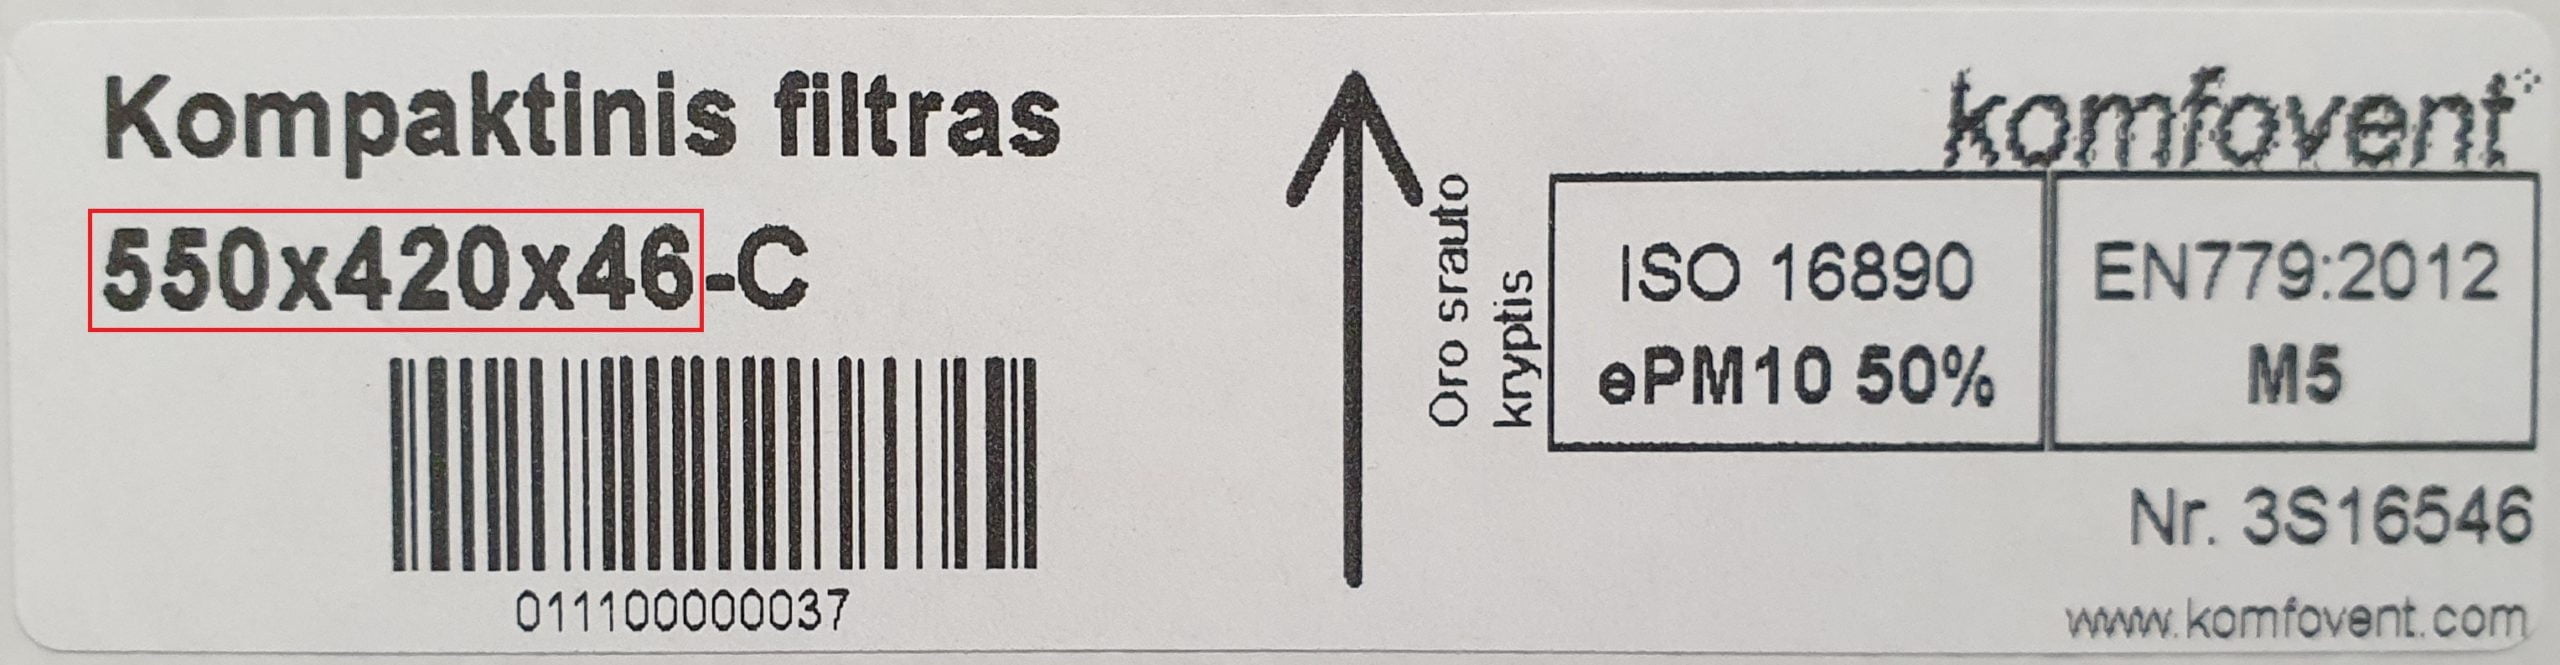 Kompaktinis filtras
550x420x46-C
011100000037
Oro srauto
kryptis
komfovent
ISO 16890
ePM10 50%
EN779:2012
M5
Nr. 3S16546
www.komfovent.com